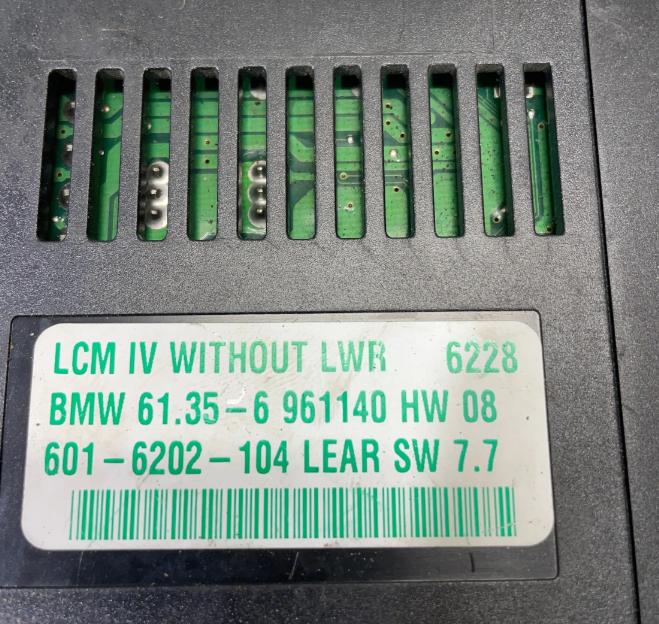 LCM IV WITHOUT LWR 6228
BMW 61.35-6 961140 HW 08
601-6202-104 LEAR SW 7.7